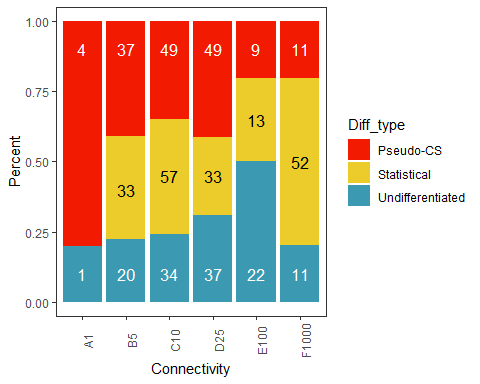 1.00
0.75
0.50
0.25
0.00
Percent
4 37 49 49 9 11
33 57 33 13 52
1 20 34 37 22 11
A1 B5 C10 D25 E100 F1000
Connectivity
Diff_type
Pseudo-CS
Statistical
Undifferentiated